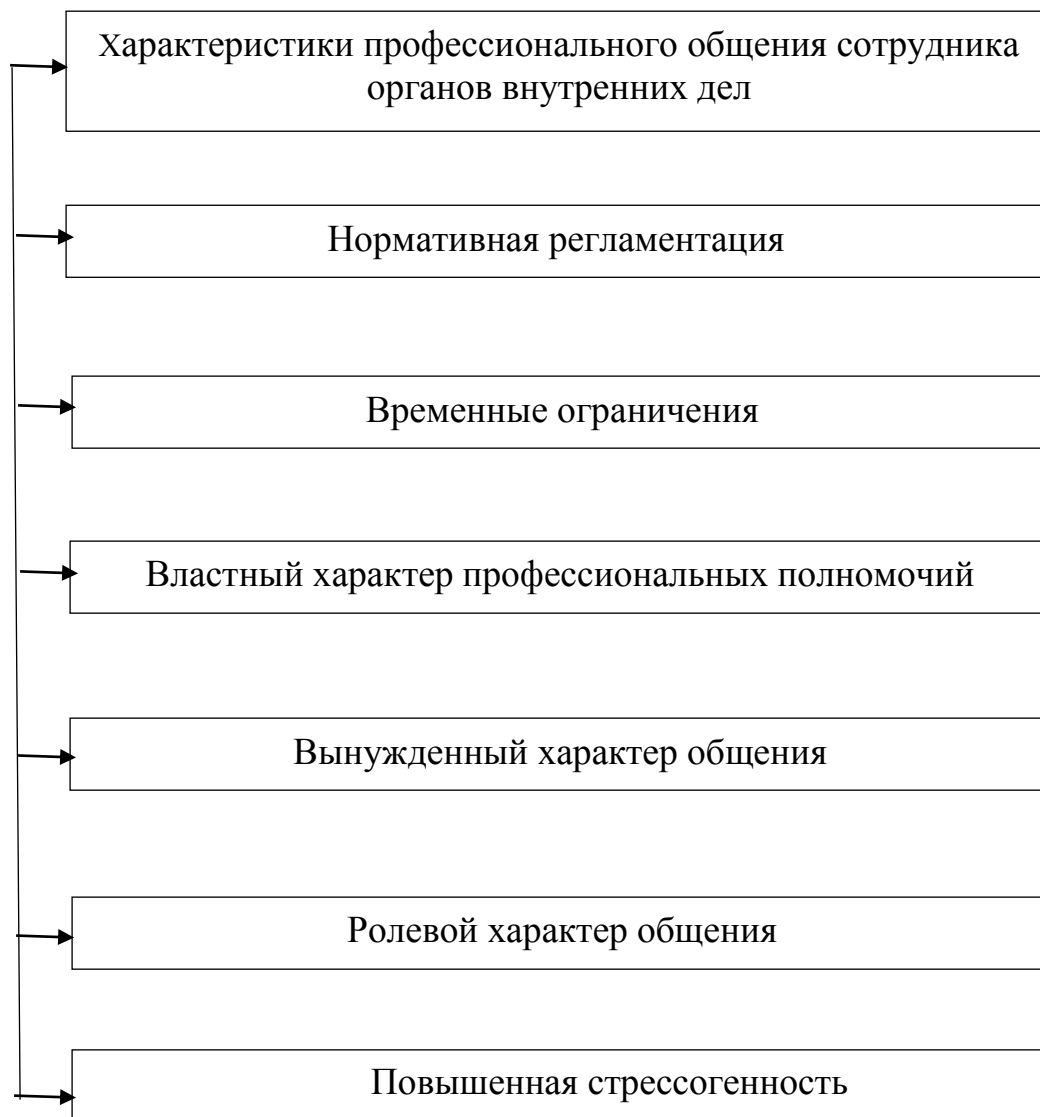 Характеристики профессионального общения сотрудника
органов внутренних дел
Нормативная регламентация
Временные ограничения
Властный характер профессиональных полномочий
Вынужденный характер общения
Ролевой характер общения
Повышенная стрессогенность